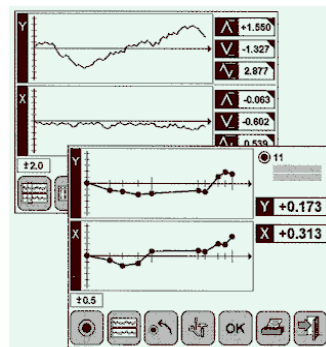 Y
+1.550
-1.327
2.877
X
-0.063
-0.602
0.539
±2.0
Y
11
Y +0.173
X
X +0.313
±0.5
OK